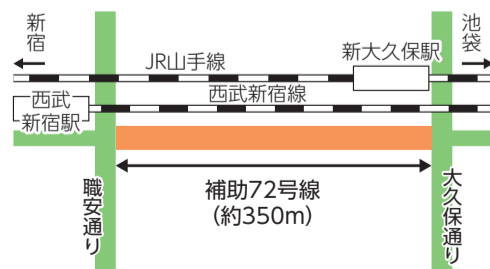 新宿
池袋
JR山手線
新大久保駅
西武新宿線
西武
新宿駅
補助72号線
(約350m)
職安通り
大久保通り